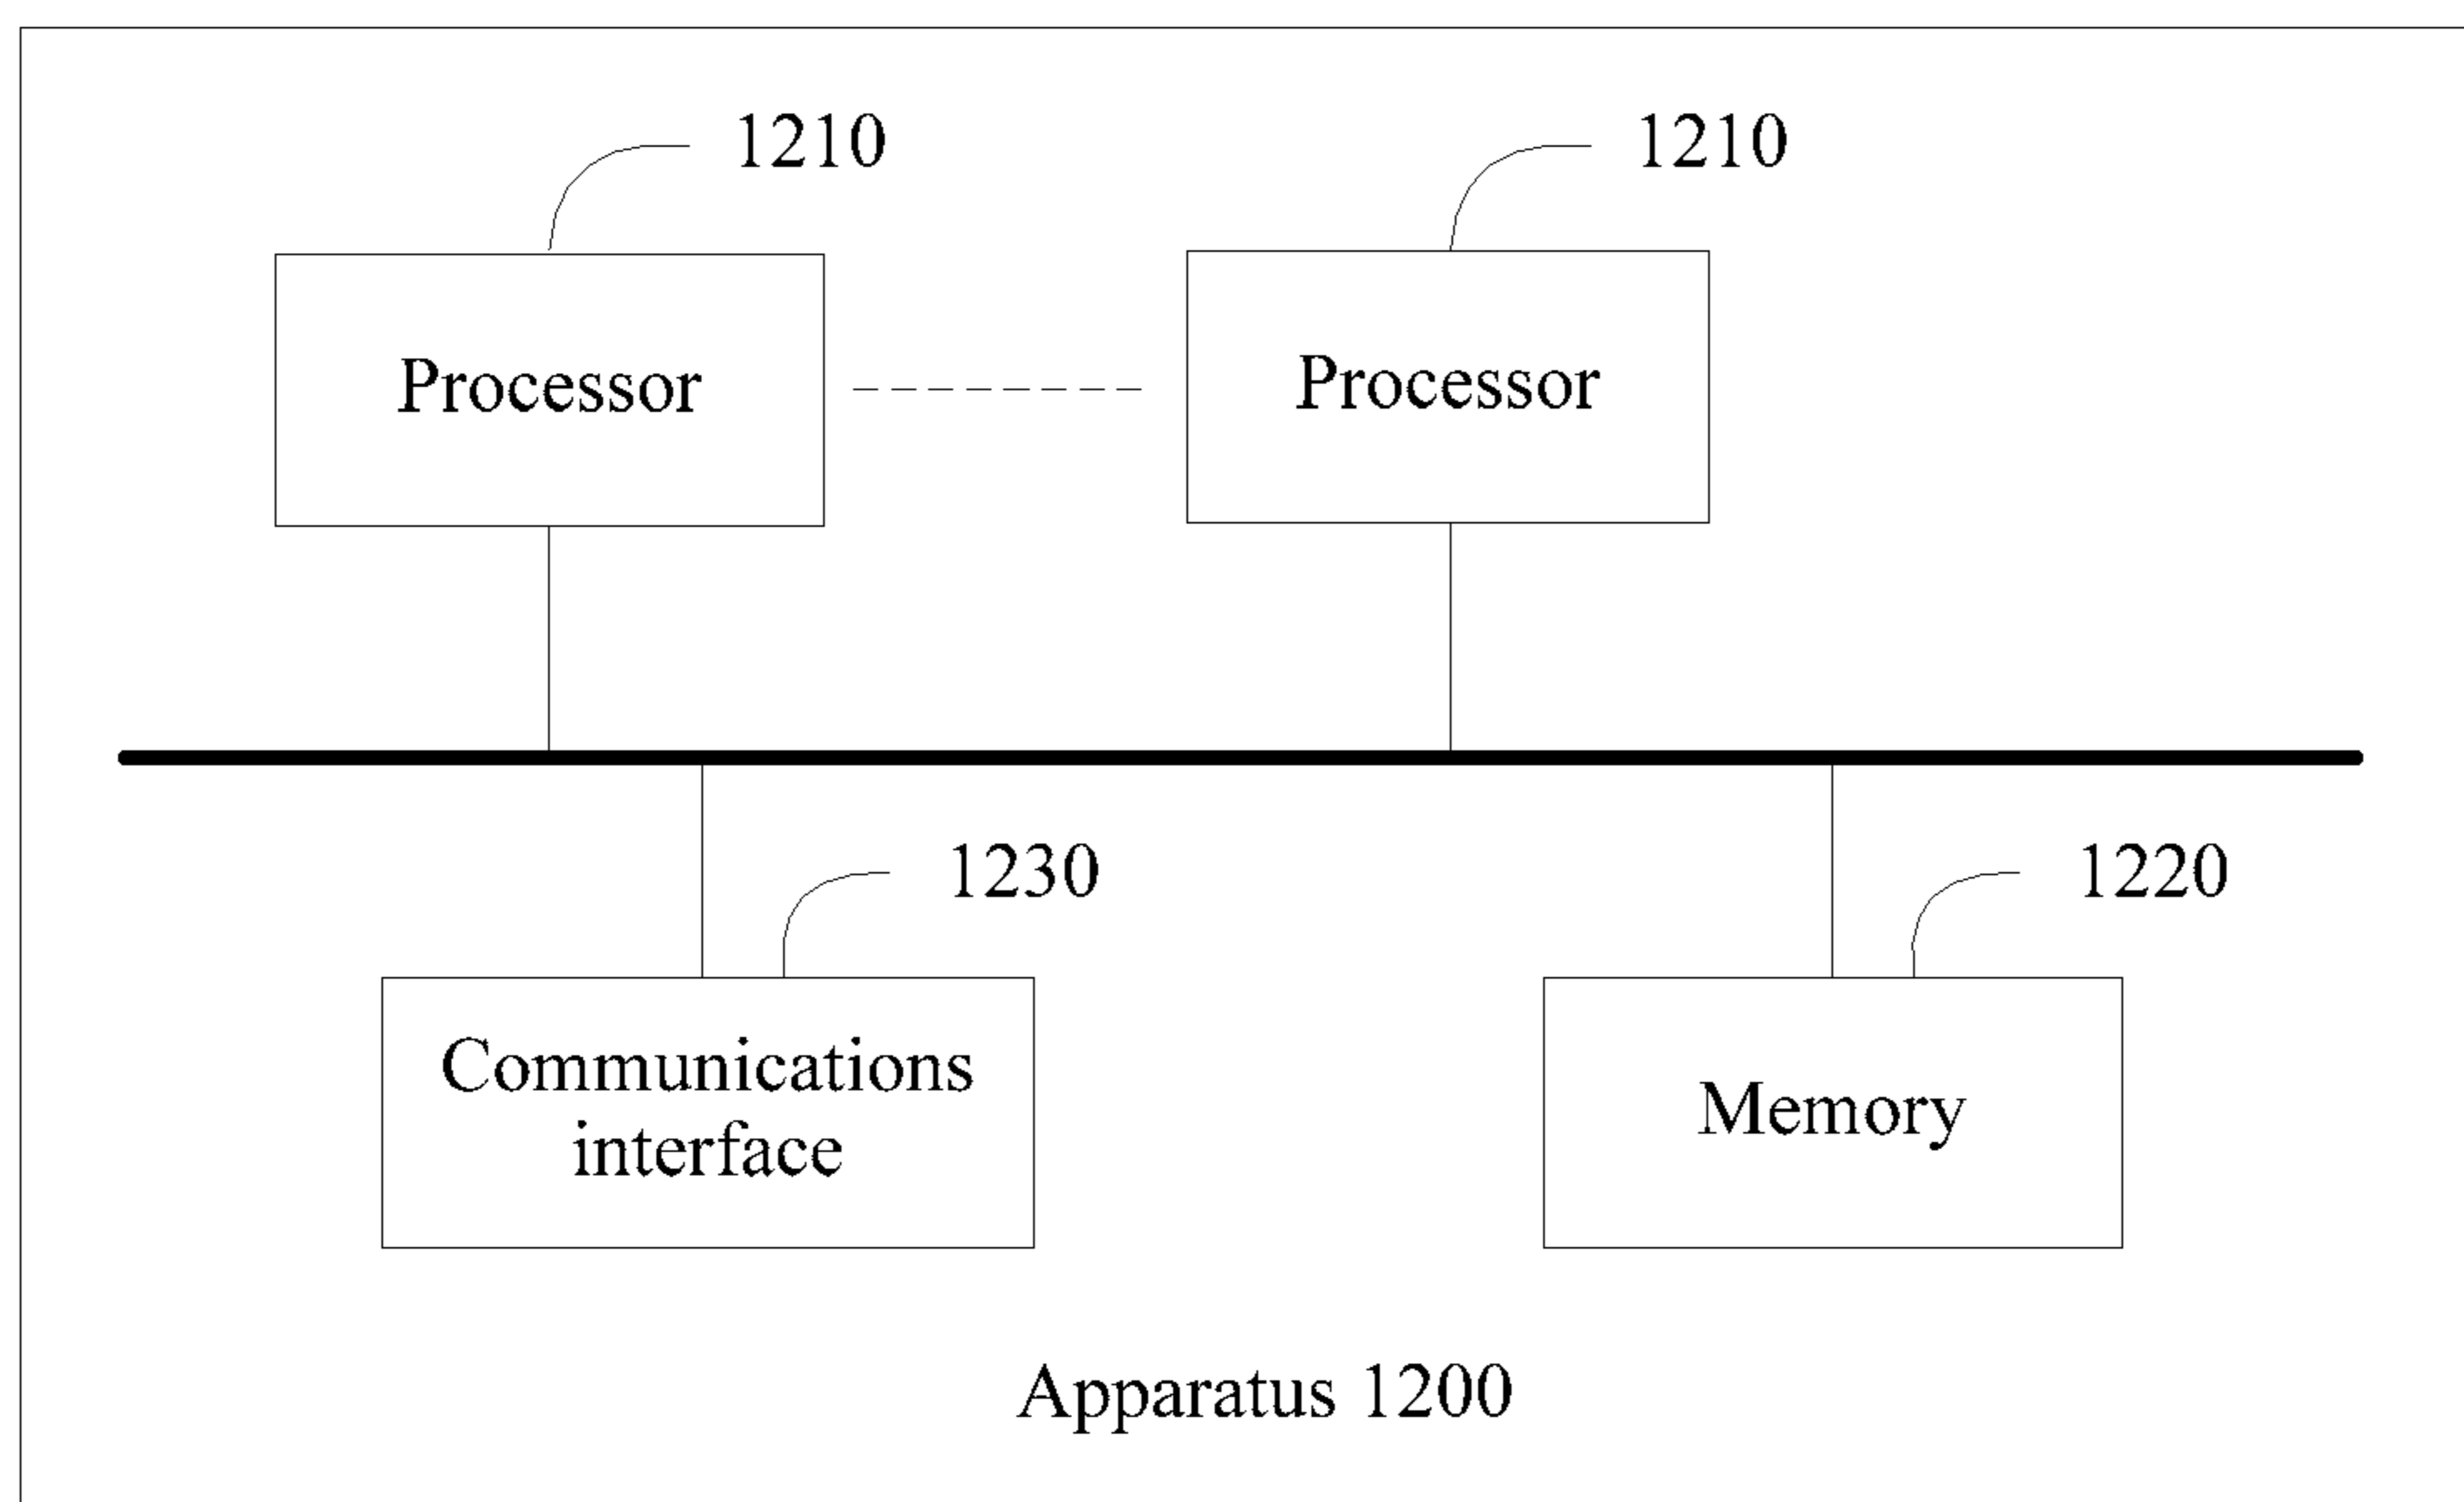 1210
1210
Processor
Processor
1230
1220
Communications
interface
Memory
Apparatus 1200